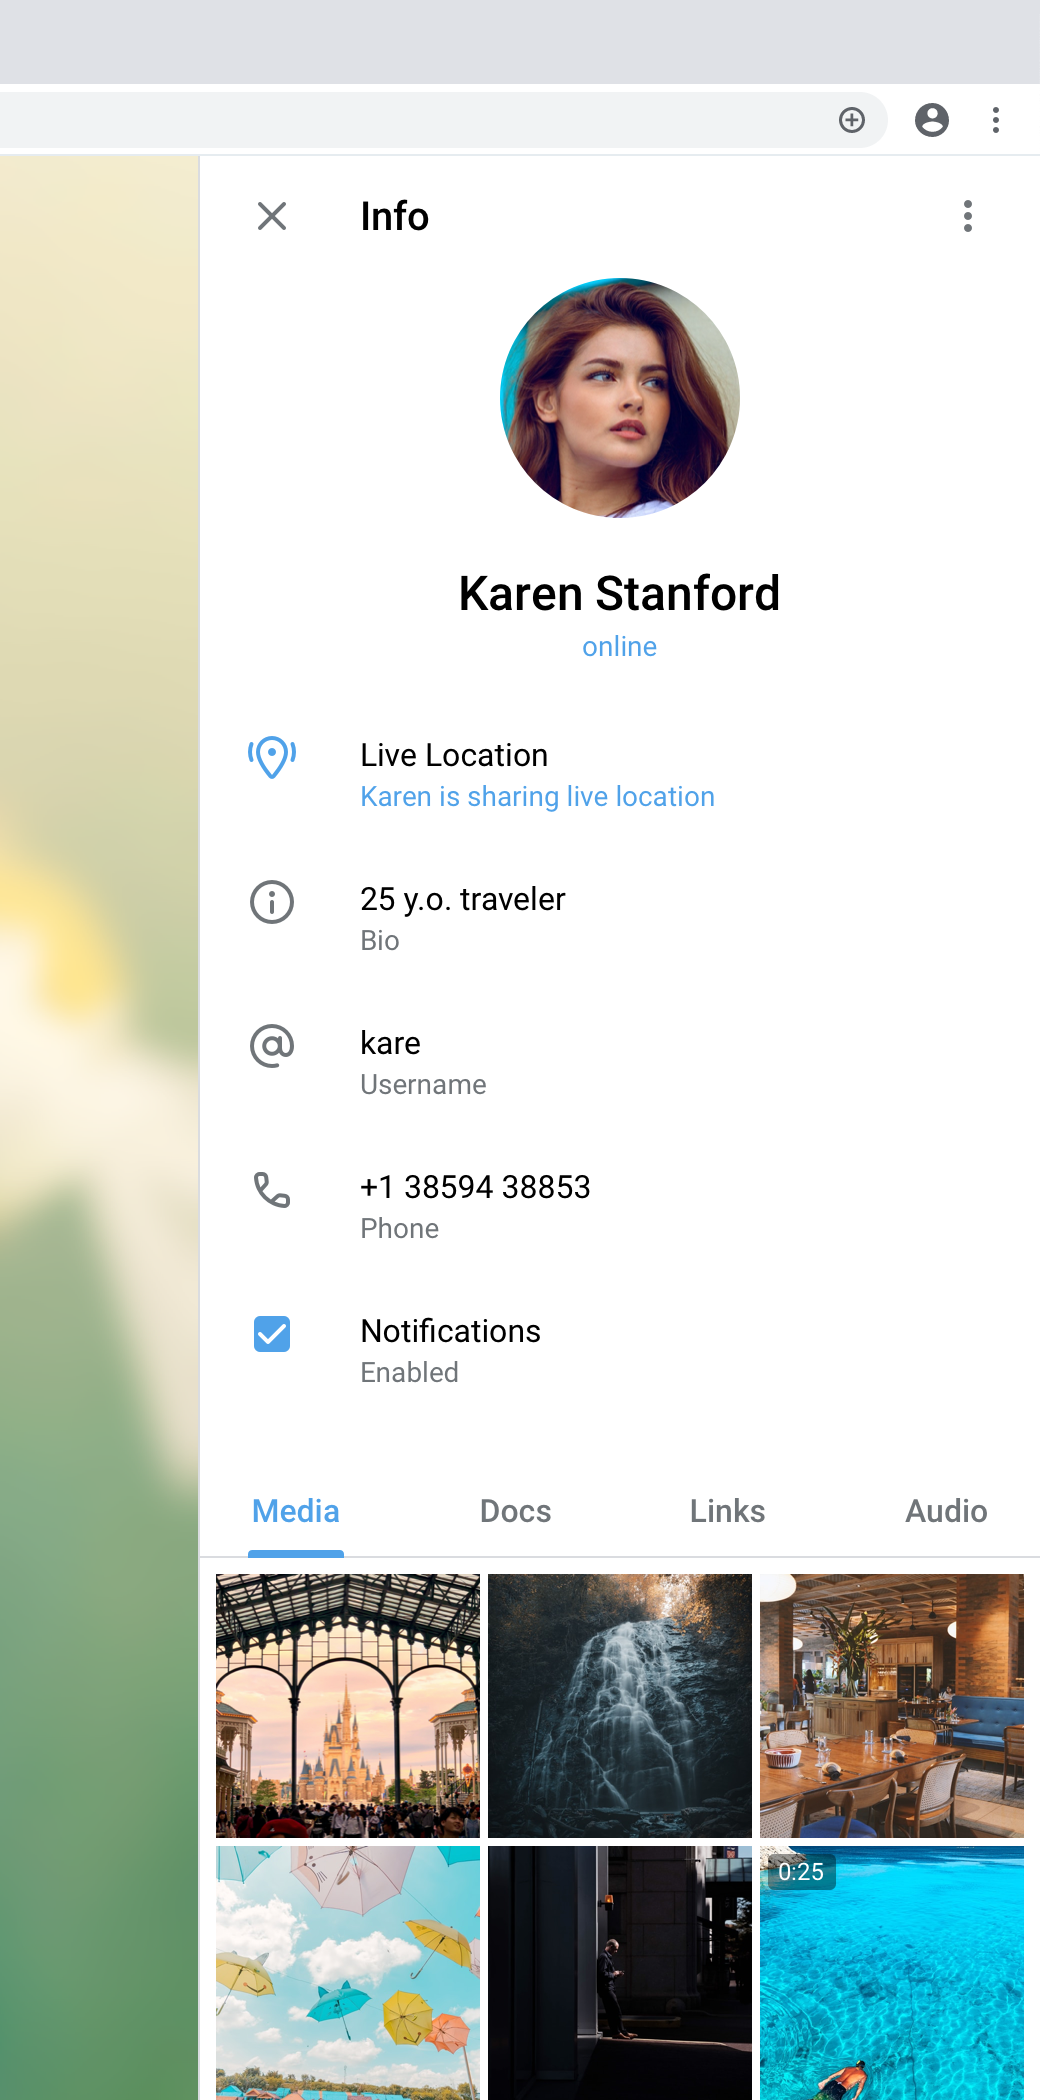 Info
Karen Stanford
online
Live Location
Karen is sharing live location
25 y.o. traveler
Bio
kare
Username
+1 38594 38853
Phone
Notifications
Enabled
Media Docs Links Audio
0:25